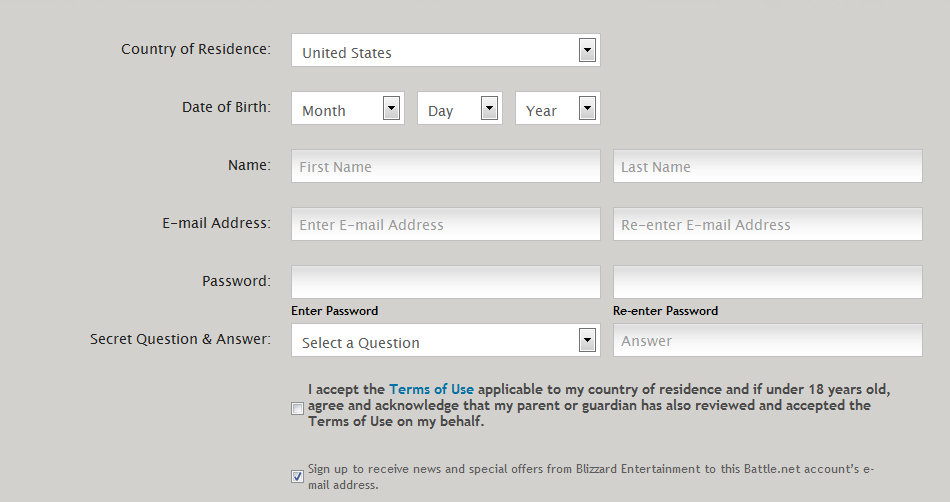 Country of Residence: United States
Date of Birth: Month Day Year
Name: First Name Last Name
E-mail Address: Enter E-mail Address Re-enter E-mail Address
Password:
Enter Password Re-enter Password
Secret Question & Answer: Select a Question Answer
I accept the Terms of Use applicable to my country of residence and if under 18 years old,
agree and acknowledge that my parent or guardian has also reviewed and accepted the
Terms of Use on my behalf.
Sign up to receive news and special offers from Blizzard Entertainment to this Battle.net account's e-
mail address.